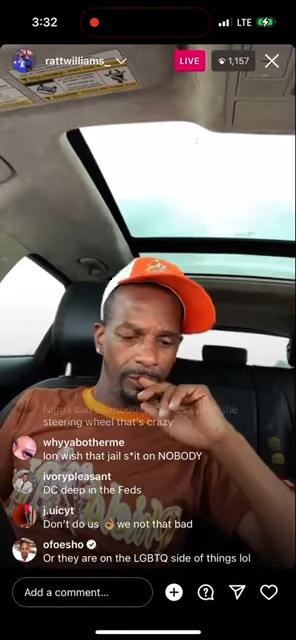 3:32
LTE
rattwilliams_
LIVE
1,157
the
steering wheel that's crazy
whyyabotherme
Ion wish that jail s*it on NOBODY
ivorypleasant
DC deep in the Feds
j.uicyt
Don't do us 👌🏾we not that bad
ofoesho
Or they are on the LGBTQ side of things lol
Add a comment...